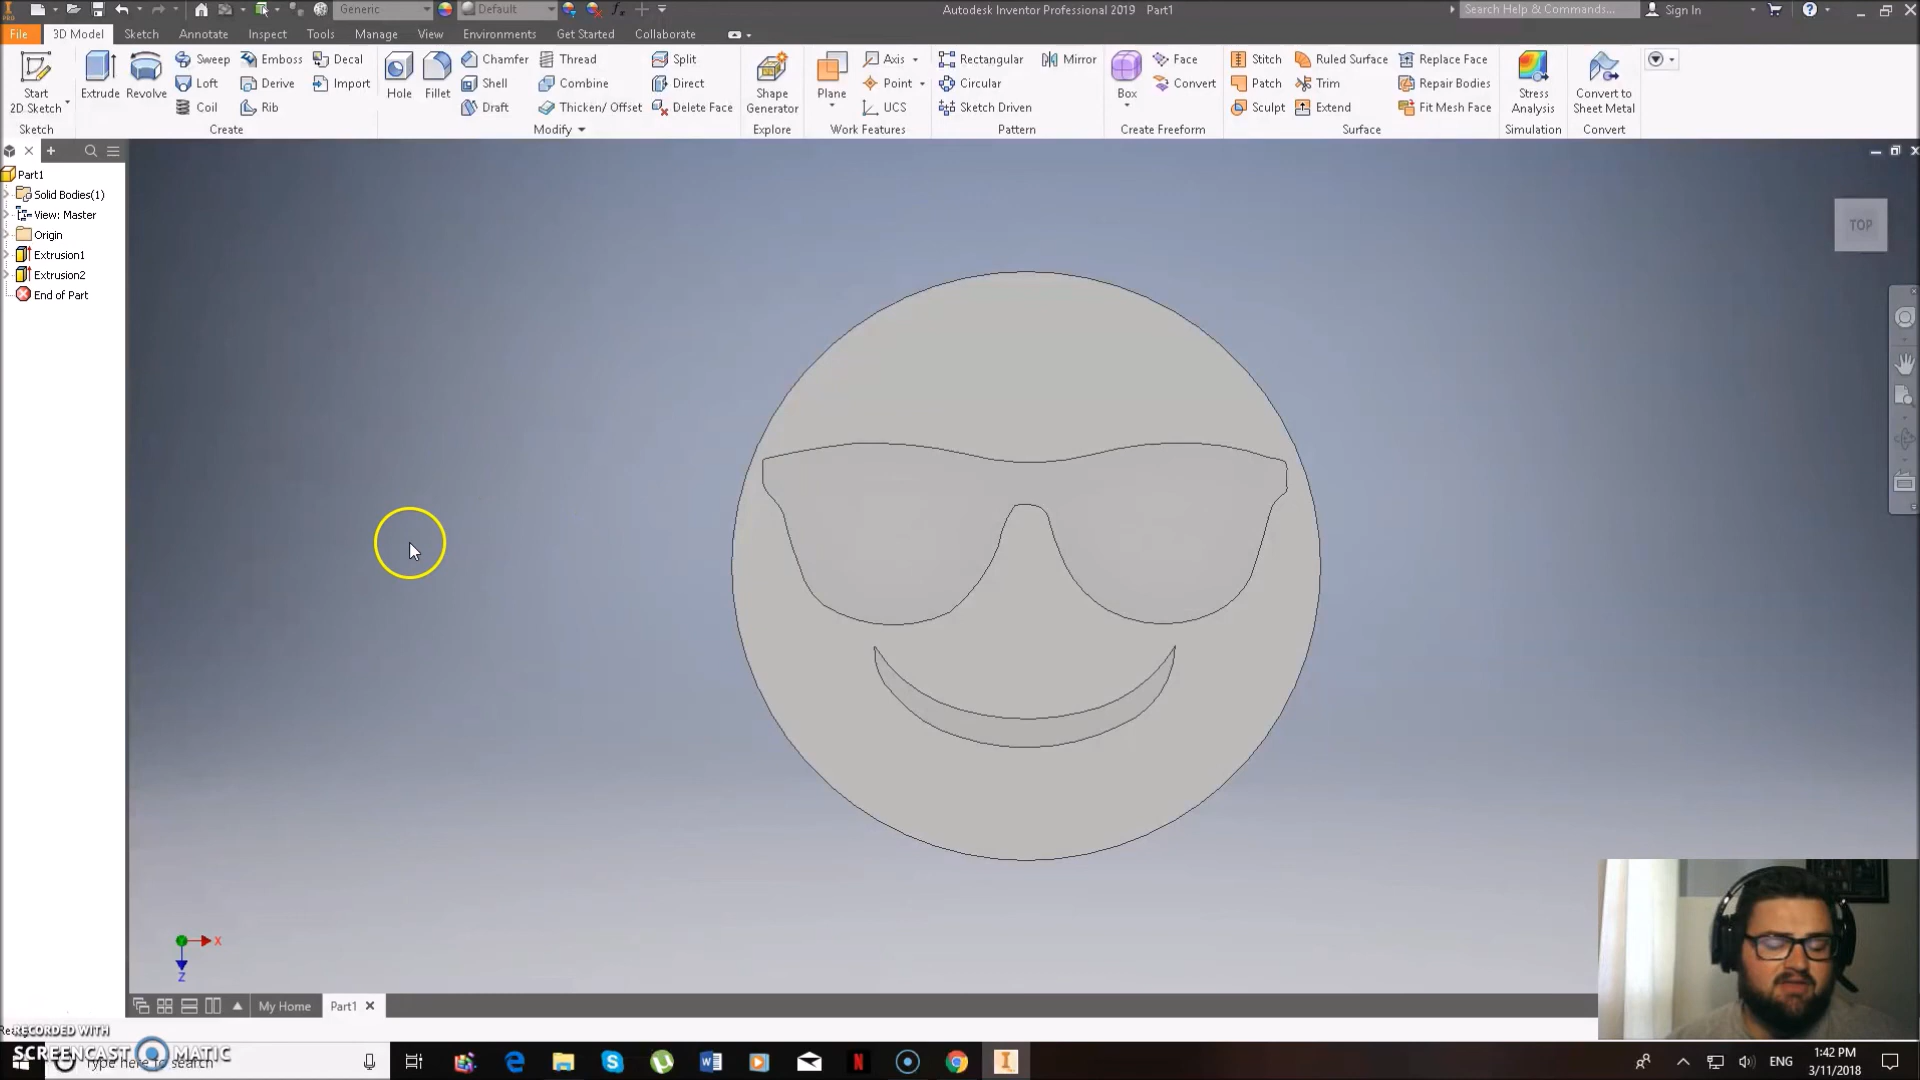 Generic
Default
Autodesk Inventor Professional 2019 Part1
Search Help & Commands...
Sign In
File
3D Model
Sketch
Annotate
Inspect
Tools
Manage
View
Environments
Get Started
Collaborate
Start
2D Sketch
Sketch
Extrude
Revolve
Sweep
Emboss
Decal
Loft
Derive
Import
Coil
Rib
Create
Hole
Fillet
Chamfer
Thread
Split
Shell
Combine
Direct
Draft
Thicken/ Offset
Delete Face
Modify
Shape
Generator
Explore
Plane
Axis
Point
UCS
Work Features
Rectangular
Mirror
Circular
Sketch Driven
Pattern
Box
Face
Convert
Create Freeform
Stitch
Ruled Surface
Replace Face
Patch
Trim
Repair Bodies
Sculpt
Extend
Fit Mesh Face
Surface
Stress
Analysis
Simulation
Convert to
Sheet Metal
Convert
Part1
Solid Bodies(1)
View: Master
Origin
Extrusion1
Extrusion2
End of Part
TOP
X
Z
My Home
Part1
RECORDED WITH
SCREENCAST MATIC
Type here to search
ENG
1:42 PM
3/11/2018